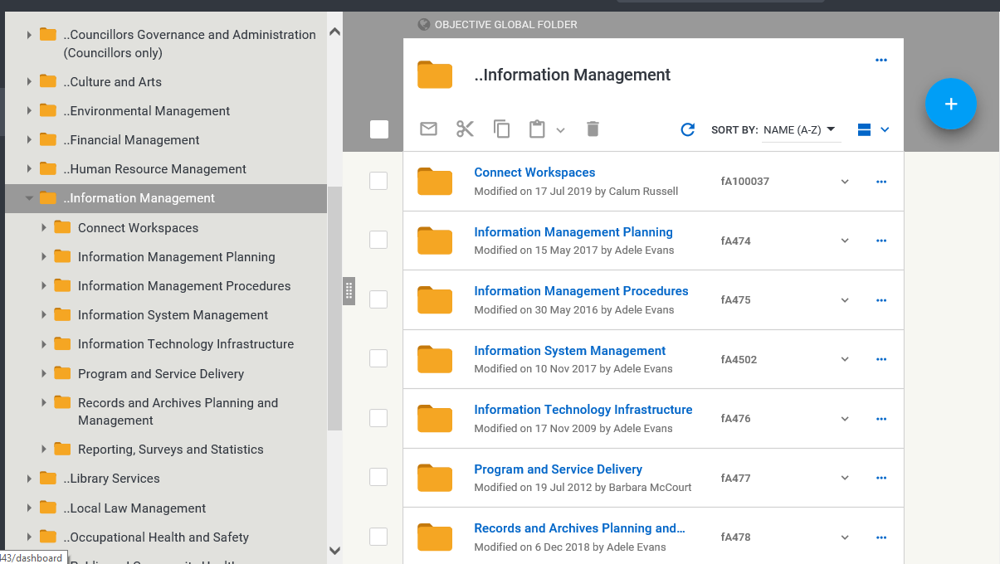 ..Councillors Governance and Administration
(Councillors only)
..Culture and Arts
..Environmental Management
..Financial Management
..Human Resource Management
..Information Management
Connect Workspaces
Information Management Planning
Information Management Procedures
Information System Management
Information Technology Infrastructure
Program and Service Delivery
Records and Archives Planning and
Management
Reporting, Surveys and Statistics
..Library Services
..Local Law Management
..Occupational Health and Safety
443/dashboard
OBJECTIVE GLOBAL FOLDER
..Information Management
SORT BY: NAME (A-Z)
Connect Workspaces
Modified on 17 Jul 2019 by Calum Russell
fA100037
Information Management Planning
Modified on 15 May 2017 by Adele Evans
fA474
Information Management Procedures
Modified on 30 May 2016 by Adele Evans
fA475
Information System Management
Modified on 10 Nov 2017 by Adele Evans
fA4502
Information Technology Infrastructure
Modified on 17 Nov 2009 by Adele Evans
fA476
Program and Service Delivery
Modified on 19 Jul 2012 by Barbara McCourt
fA477
Records and Archives Planning and...
Modified on 6 Dec 2018 by Adele Evans
fA478